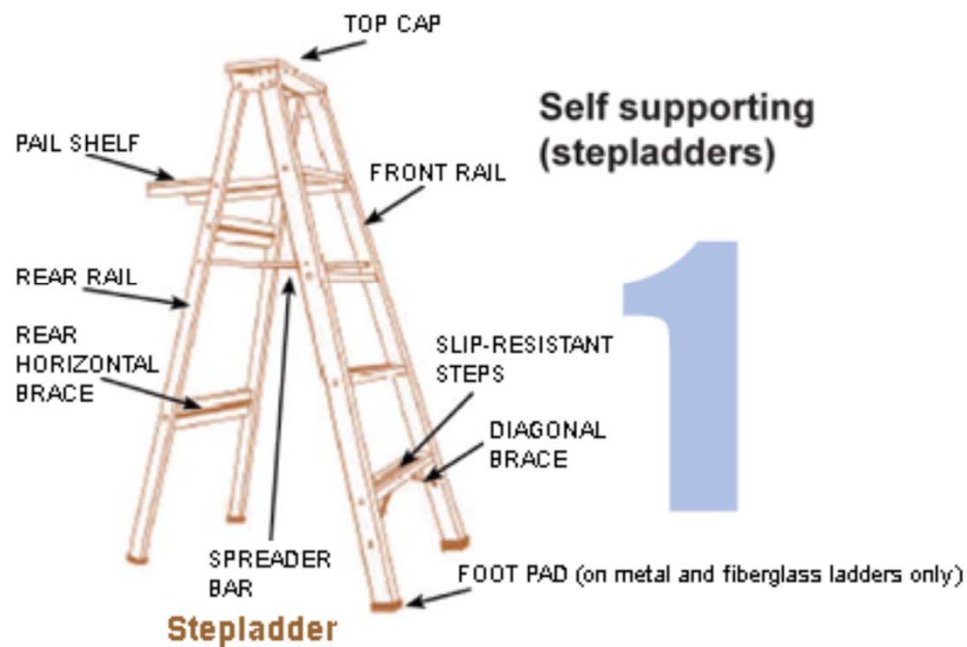 TOP CAP
Self supporting
(stepladders)
PAIL SHELF
FRONT RAIL
1
REAR RAIL
REAR
HORIZONTAL
BRACE
SLIP-RESISTANT
STEPS
DIAGONAL
BRACE
SPREADER
BAR
FOOT PAD (on metal and fiberglass ladders only)
Stepladder